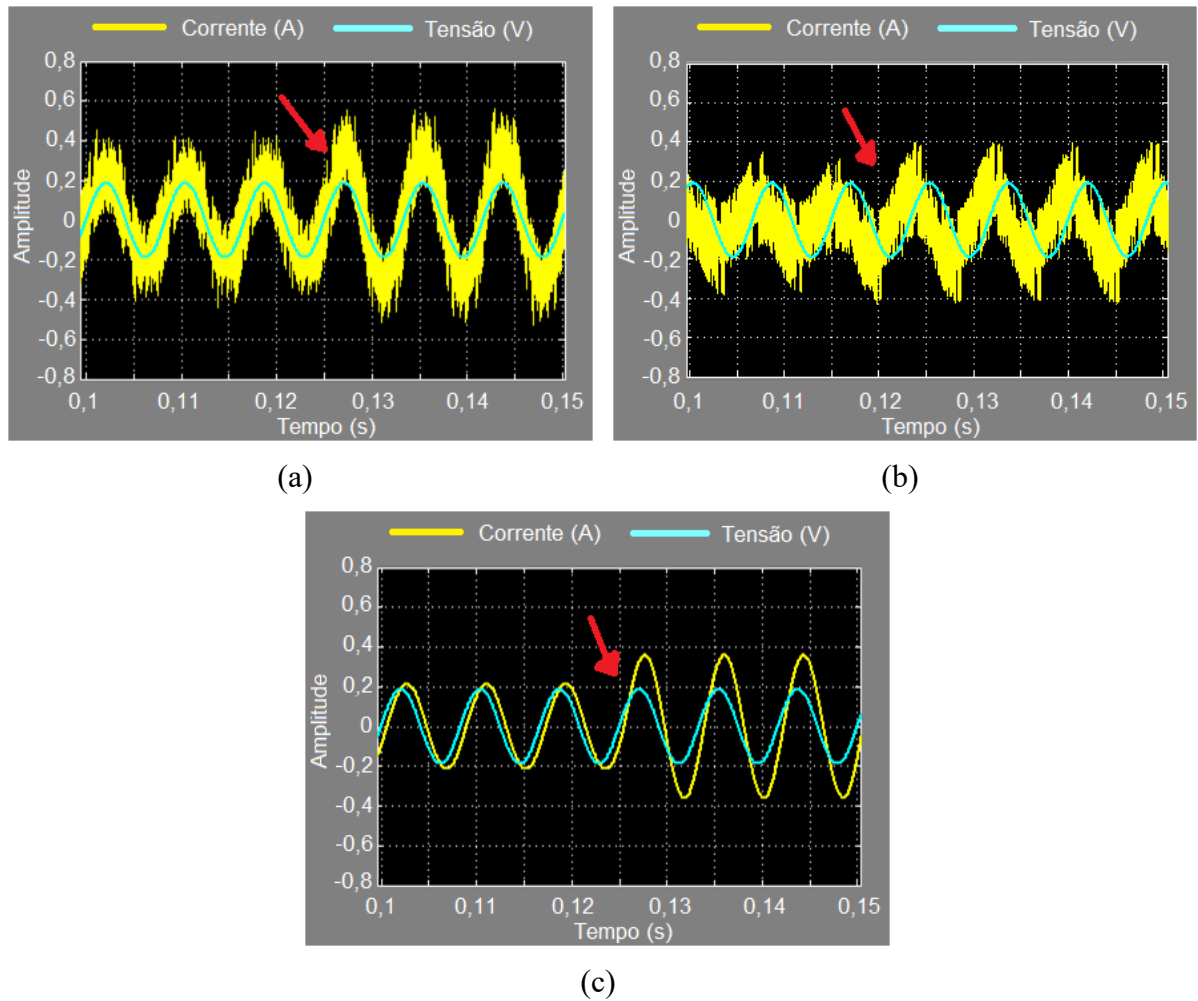 Corrente (A) Tensão (V)
0,8
0,6
0,4
0,2
0
-0,2
-0,4
-0,6
-0,8
Amplitude
0,1 0,11 0,12 0,13 0,14 0,15
Tempo (s)
(a)
Corrente (A) Tensão (V)
0,8
0,6
0,4
0,2
0
-0,2
-0,4
-0,6
-0,8
Amplitude
0,1 0,11 0,12 0,13 0,14 0,15
Tempo (s)
(b)
Corrente (A) Tensão (V)
0,8
0,6
0,4
0,2
0
-0,2
-0,4
-0,6
-0,8
Amplitude
0,1 0,11 0,12 0,13 0,14 0,15
Tempo (s)
(c)